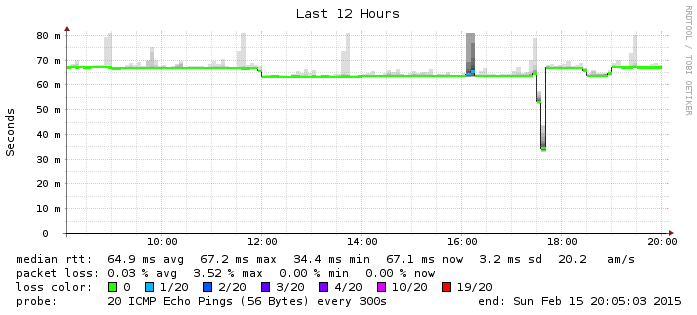 Last 12 Hours
RRDTOOL / TOBI OETIKER
Seconds
80 m
70 m
60 m
50 m
40 m
30 m
20 m
10 m
0
10:00 12:00 14:00 16:00 18:00 20:00
median rtt: 64.9 ms avg 67.2 ms max 34.4 ms min 67.1 ms now 3.2 ms sd 20.2 am/s
packet loss: 0.03 % avg 3.52 % max 0.00 % min 0.00 % now
loss color: 0 1/20 2/20 3/20 4/20 10/20 19/20
probe: 20 ICMP Echo Pings (56 Bytes) every 300s end: Sun Feb 15 20:05:03 2015